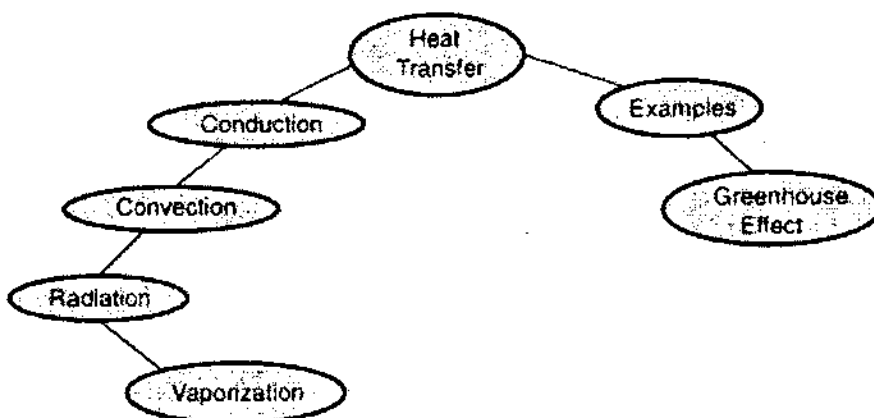 Heat
Transfer
Conduction
Examples
Convection
Greenhouse
Effect
Radiation
Vaporization